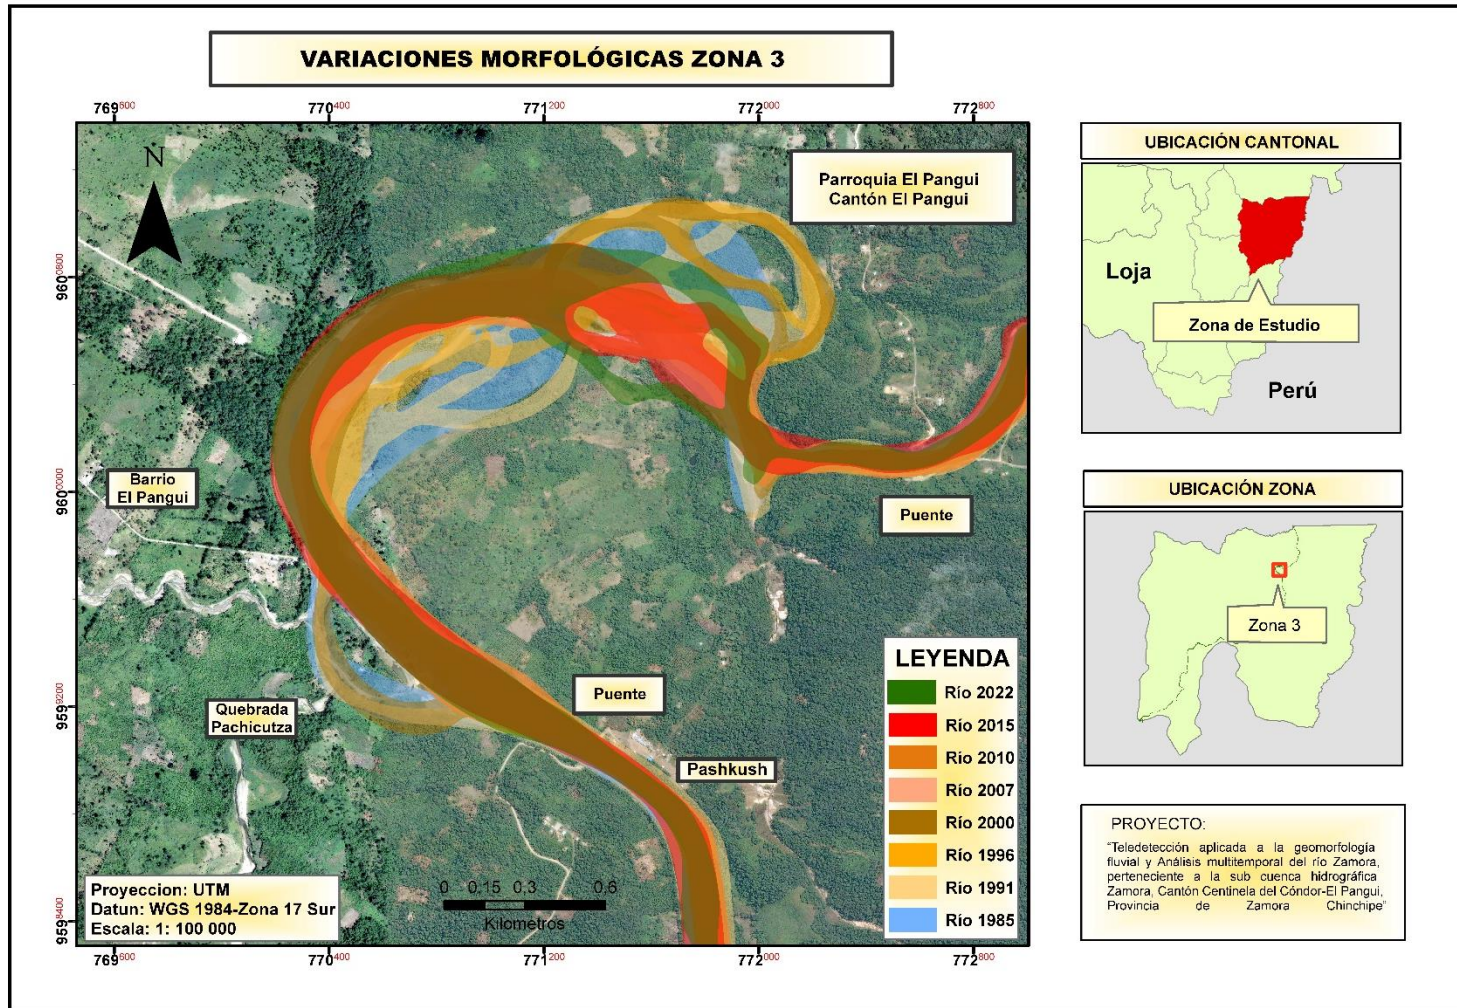 VARIACIONES MORFOLÓGICAS ZONA 3
769800
770400
771200
772000
772800
N
Parroquia El Pangui
Cantón El Pangui
9600800
9600000
9599200
9598400
Barrio
El Pangui
Puente
Quebrada
Pachicutza
Puente
Pashkush
LEYENDA
Río 2022
Río 2015
Río 2010
Río 2007
Río 2000
Río 1996
Río 1991
Río 1985
Proyeccion: UTM
Datun: WGS 1984-Zona 17 Sur
Escala: 1: 100 000
0 0,15 0,3 0,6
Kilometros
769600
770400
771200
772000
772800
UBICACIÓN CANTONAL
Loja
Zona de Estudio
Perú
UBICACIÓN ZONA
Zona 3
PROYECTO:
"Teledetección aplicada a la geomorfología
fluvial y Análisis multitemporal del río Zamora,
perteneciente a la sub cuenca hidrográfica
Zamora, Cantón Centinela del Cóndor-El Pangui,
Provincia de Zamora Chinchipe"